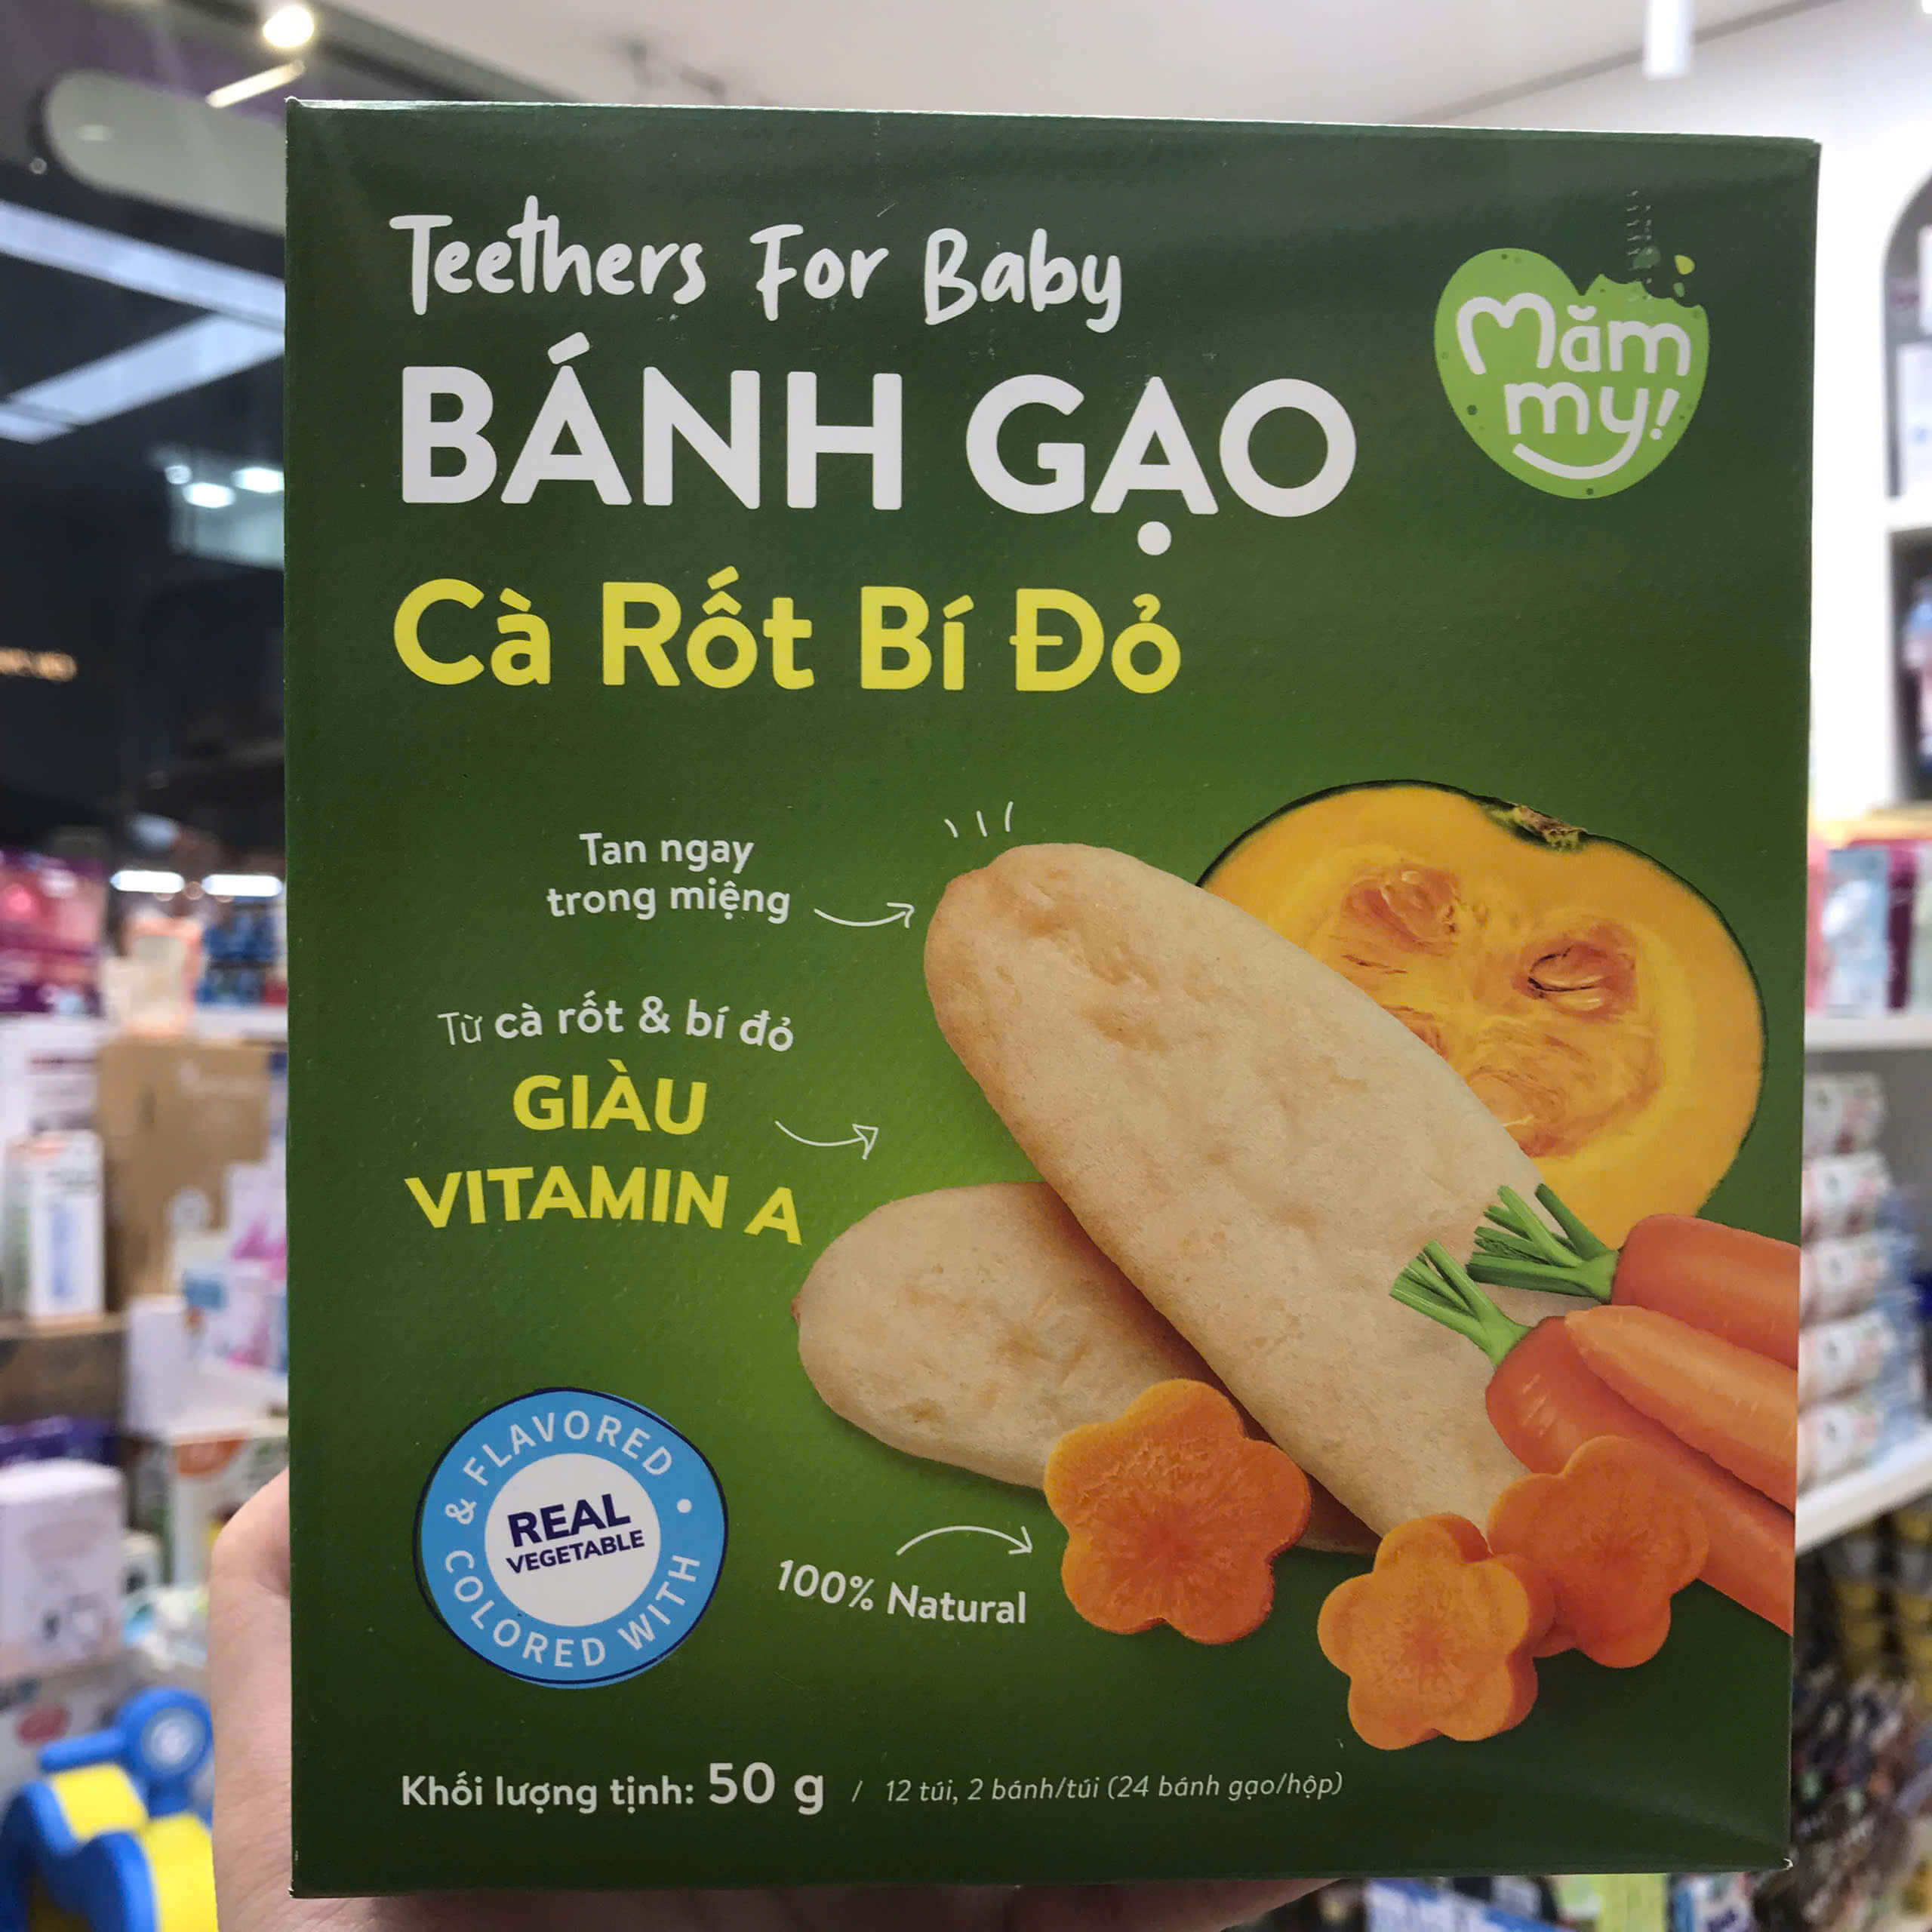 Teethers For Baby
BÁNH GẠO
Măm
my!
Cà Rốt Bí Đỏ
Tan ngay
trong miệng
Từ cà rốt & bí đỏ
GIÀU
VITAMIN A
& FLAVORED •
COLORED WITH
REAL
VEGETABLE
100% Natural
Khối lượng tịnh: 50 g / 12 túi, 2 bánh/túi (24 bánh gạo/hộp)